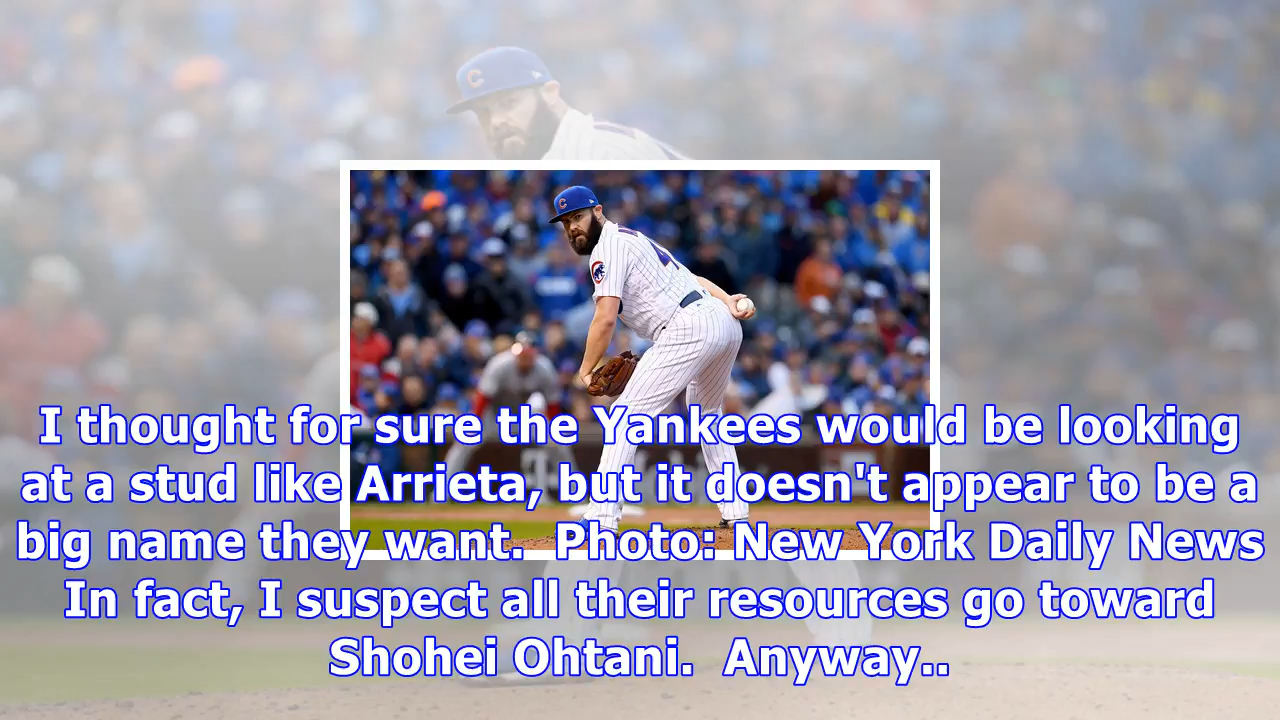 I thought for sure the Yankees would be looking
at a stud like Arrieta, but it doesn't appear to be a
big name they want.  Photo: New York Daily News
In fact, I suspect all their resources go toward
Shohei Ohtani.  Anyway..